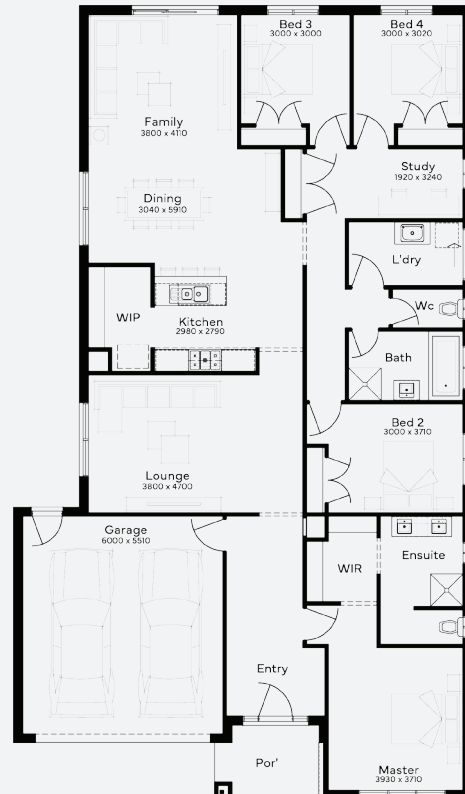 Bed 3
3000 x 3000
Bed 4
3000 x 3020
Family
3800 x 4110
Study
1920 x 3240
Dining
3040 x 5910
L'dry
WIP
Kitchen
2980 x 2790
Wc
Bath
Bed 2
3000 x 3710
Lounge
3800 x 4700
Garage
6000 x 5510
Ensuite
WIR
Entry
Por'
Master
3930 x 3710